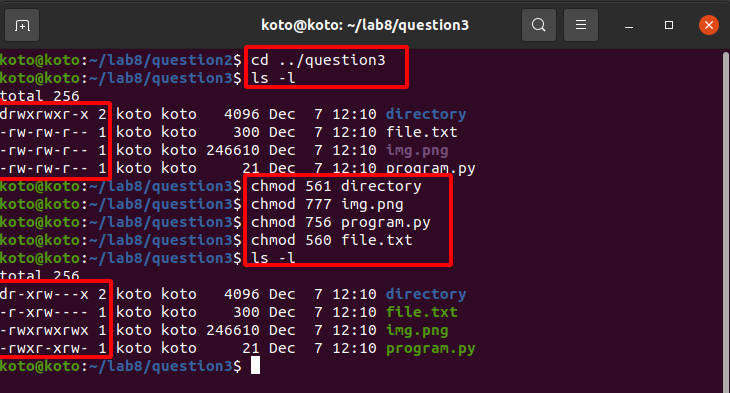 koto@koto: ~/lab8/question3
koto@koto:~/lab8/question2$ cd ../question3
koto@koto:~/lab8/question3$ ls -l
total 256
drwxrwxr-x 2 koto koto   4096 Dec  7 12:10 directory
-rw-rw-r-- 1 koto koto    300 Dec  7 12:10 file.txt
-rw-rw-r-- 1 koto koto 246610 Dec  7 12:10 img.png
-rw-rw-r-- 1 koto koto     21 Dec  7 12:10 program.py
koto@koto:~/lab8/question3$ chmod 561 directory
koto@koto:~/lab8/question3$ chmod 777 img.png
koto@koto:~/lab8/question3$ chmod 756 program.py
koto@koto:~/lab8/question3$ chmod 560 file.txt
koto@koto:~/lab8/question3$ ls -l
total 256
dr-xrw---x 2 koto koto   4096 Dec  7 12:10 directory
-r-xrw---- 1 koto koto    300 Dec  7 12:10 file.txt
-rwxrwxrwx 1 koto koto 246610 Dec  7 12:10 img.png
-rwxr-xrw- 1 koto koto     21 Dec  7 12:10 program.py
koto@koto:~/lab8/question3$